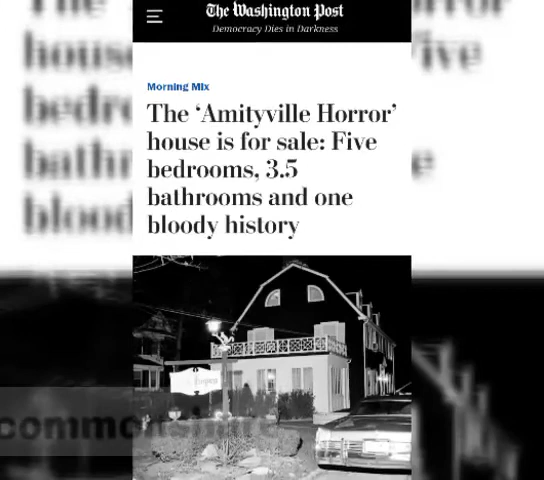 The Washington Post
Democracy Dies in Darkness
Morning Mix
The ‘Amityville Horror’
house is for sale: Five
bedrooms, 3.5
bathrooms and one
bloody history